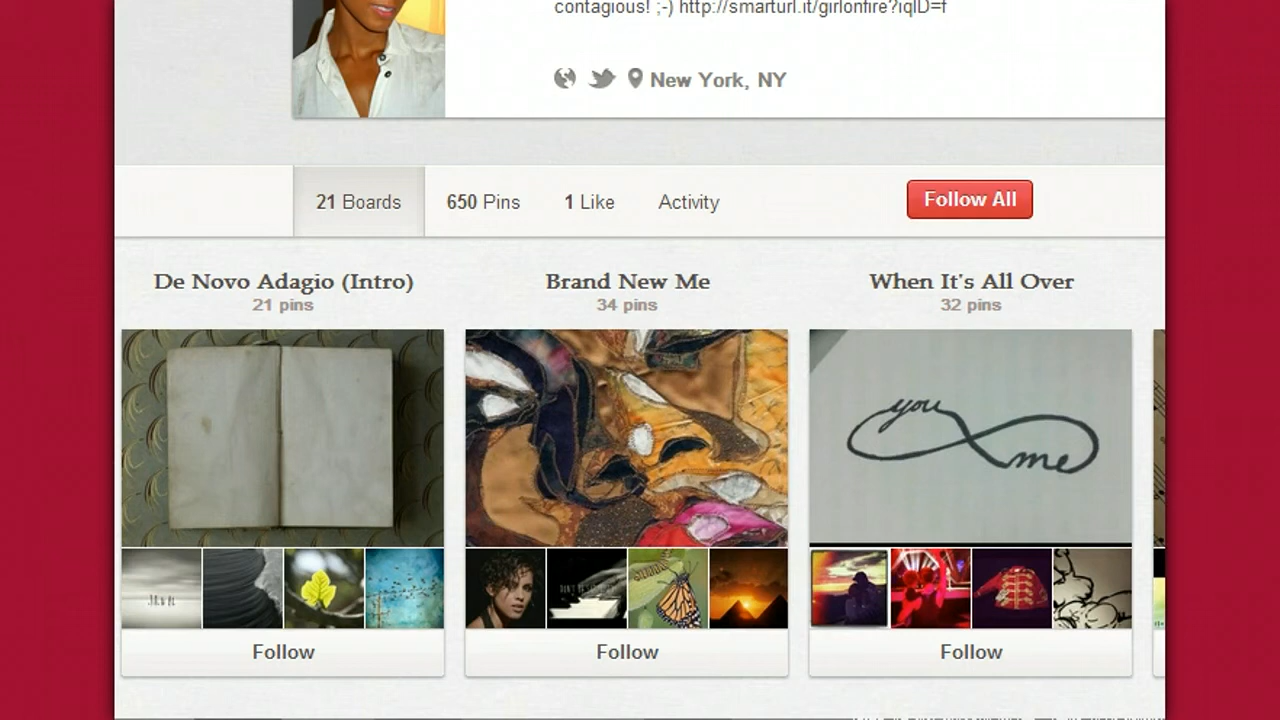 contagious! ;-) http://smarturl.it/girlonfire?iqID=f
New York, NY
21 Boards 650 Pins 1 Like Activity Follow All
De Novo Adagio (Intro) Brand New Me When It's All Over
21 pins 34 pins 32 pins
you
me
Follow Follow Follow